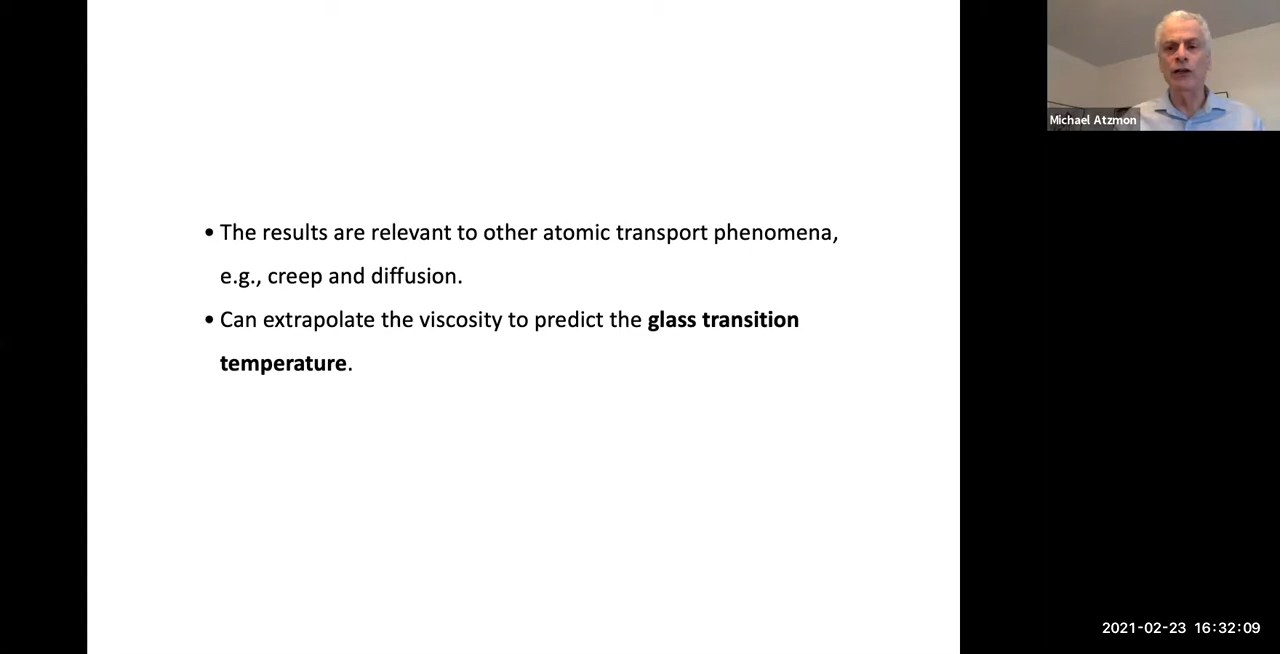 • The results are relevant to other atomic transport phenomena,
e.g., creep and diffusion.
• Can extrapolate the viscosity to predict the glass transition
temperature.
Michael Atzmon
2021-02-23 16:32:09